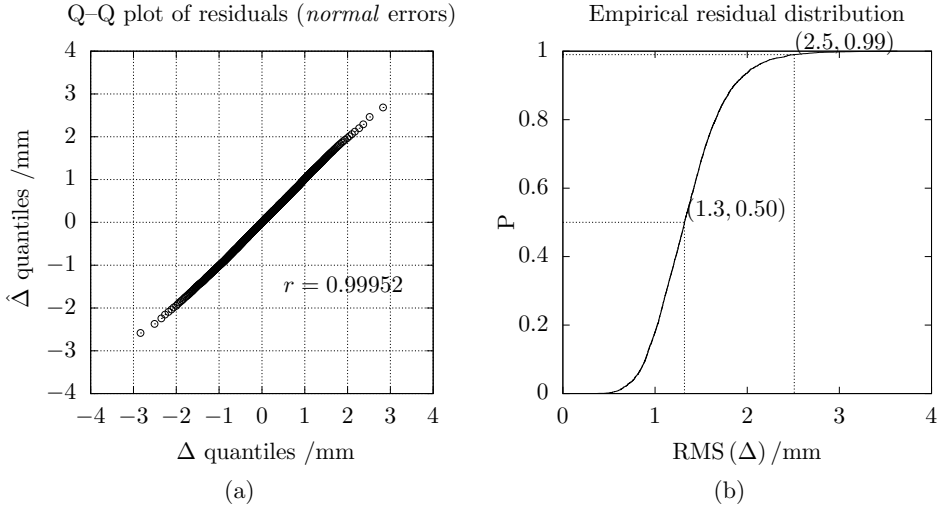 Q–Q plot of residuals (normal errors)
4
3
2
1
0
−1
−2
−3
−4
−4 −3 −2 −1 0 1 2 3 4
Δ̂ quantiles /mm
r = 0.99952
Δ quantiles /mm
(a)
Empirical residual distribution
(2.5, 0.99)
(1.3, 0.50)
1
0.8
0.6
0.4
0.2
0
0 1 2 3 4
P
RMS (Δ) /mm
(b)